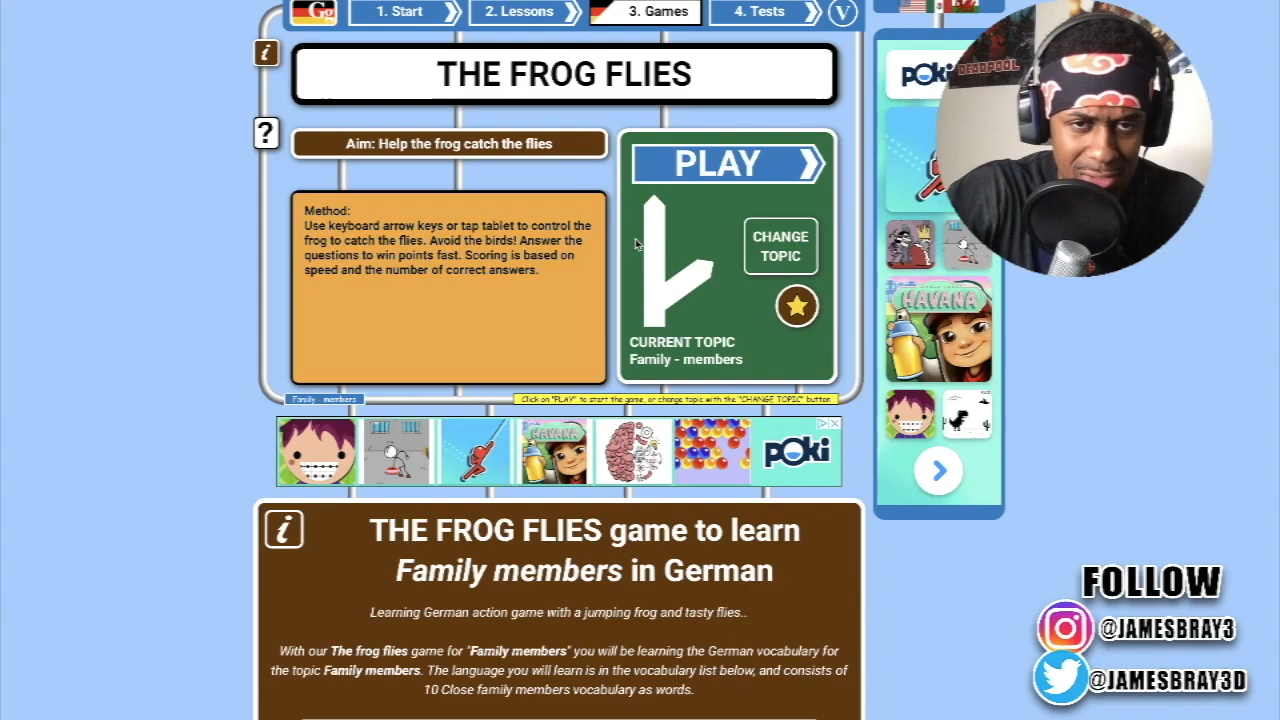 Go
1. Start
2. Lessons
3. Games
4. Tests
V
i
THE FROG FLIES
?
Aim: Help the frog catch the flies
Method:
Use keyboard arrow keys or tap tablet to control the
frog to catch the flies. Avoid the birds! Answer the
questions to win points fast. Scoring is based on
speed and the number of correct answers.
PLAY
CHANGE
TOPIC
CURRENT TOPIC
Family - members
Family - members
Click on "PLAY" to start the game, or change topic with the "CHANGE TOPIC" button
HAVANA
POKi
i
THE FROG FLIES game to learn
Family members in German
Learning German action game with a jumping frog and tasty flies..
With our The frog flies game for "Family members" you will be learning the German vocabulary for
the topic Family members. The language you will learn is in the vocabulary list below, and consists of
10 Close family members vocabulary as words.
POKi
DEADPOOL
HAVANA
FOLLOW
@JAMESBRAY3
@JAMESBRAY3D